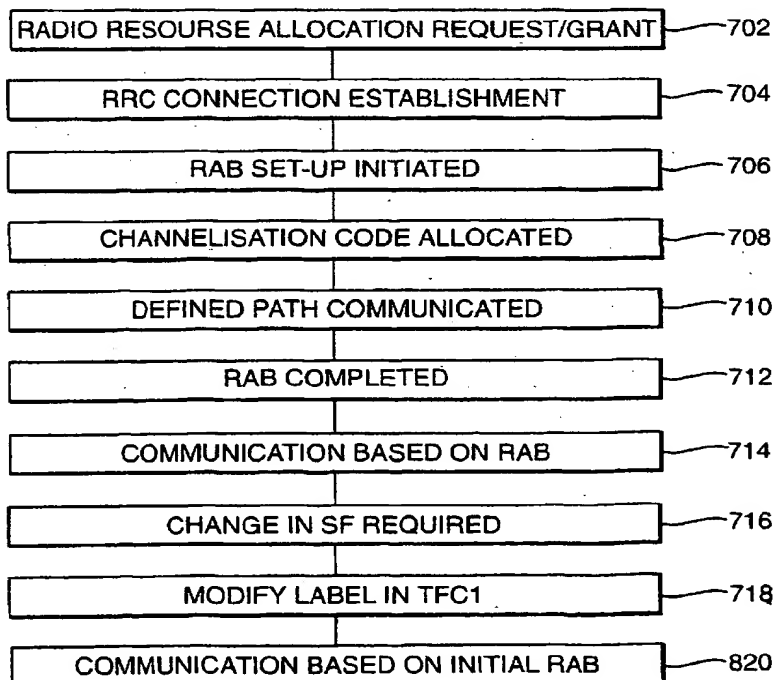 RADIO RESOURSE ALLOCATION REQUEST/GRANT 702
RRC CONNECTION ESTABLISHMENT 704
RAB SET-UP INITIATED 706
CHANNELISATION CODE ALLOCATED 708
DEFINED PATH COMMUNICATED 710
RAB COMPLETED 712
COMMUNICATION BASED ON RAB 714
CHANGE IN SF REQUIRED 716
MODIFY LABEL IN TFC1 718
COMMUNICATION BASED ON INITIAL RAB 820